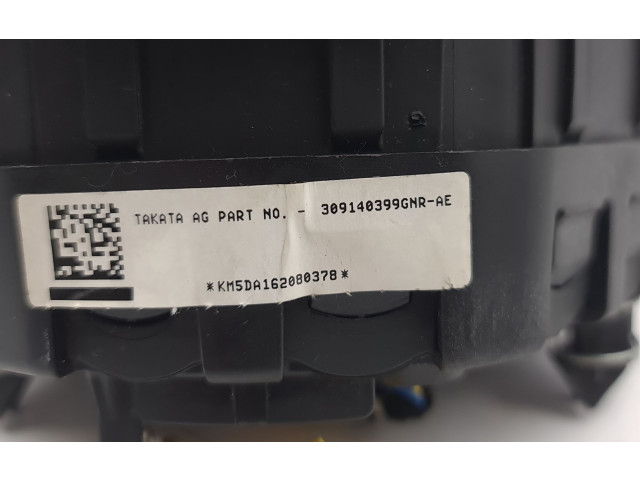 TAKATA AG PART NO. - 309140399GNR-AE
*KM5DA162080378*